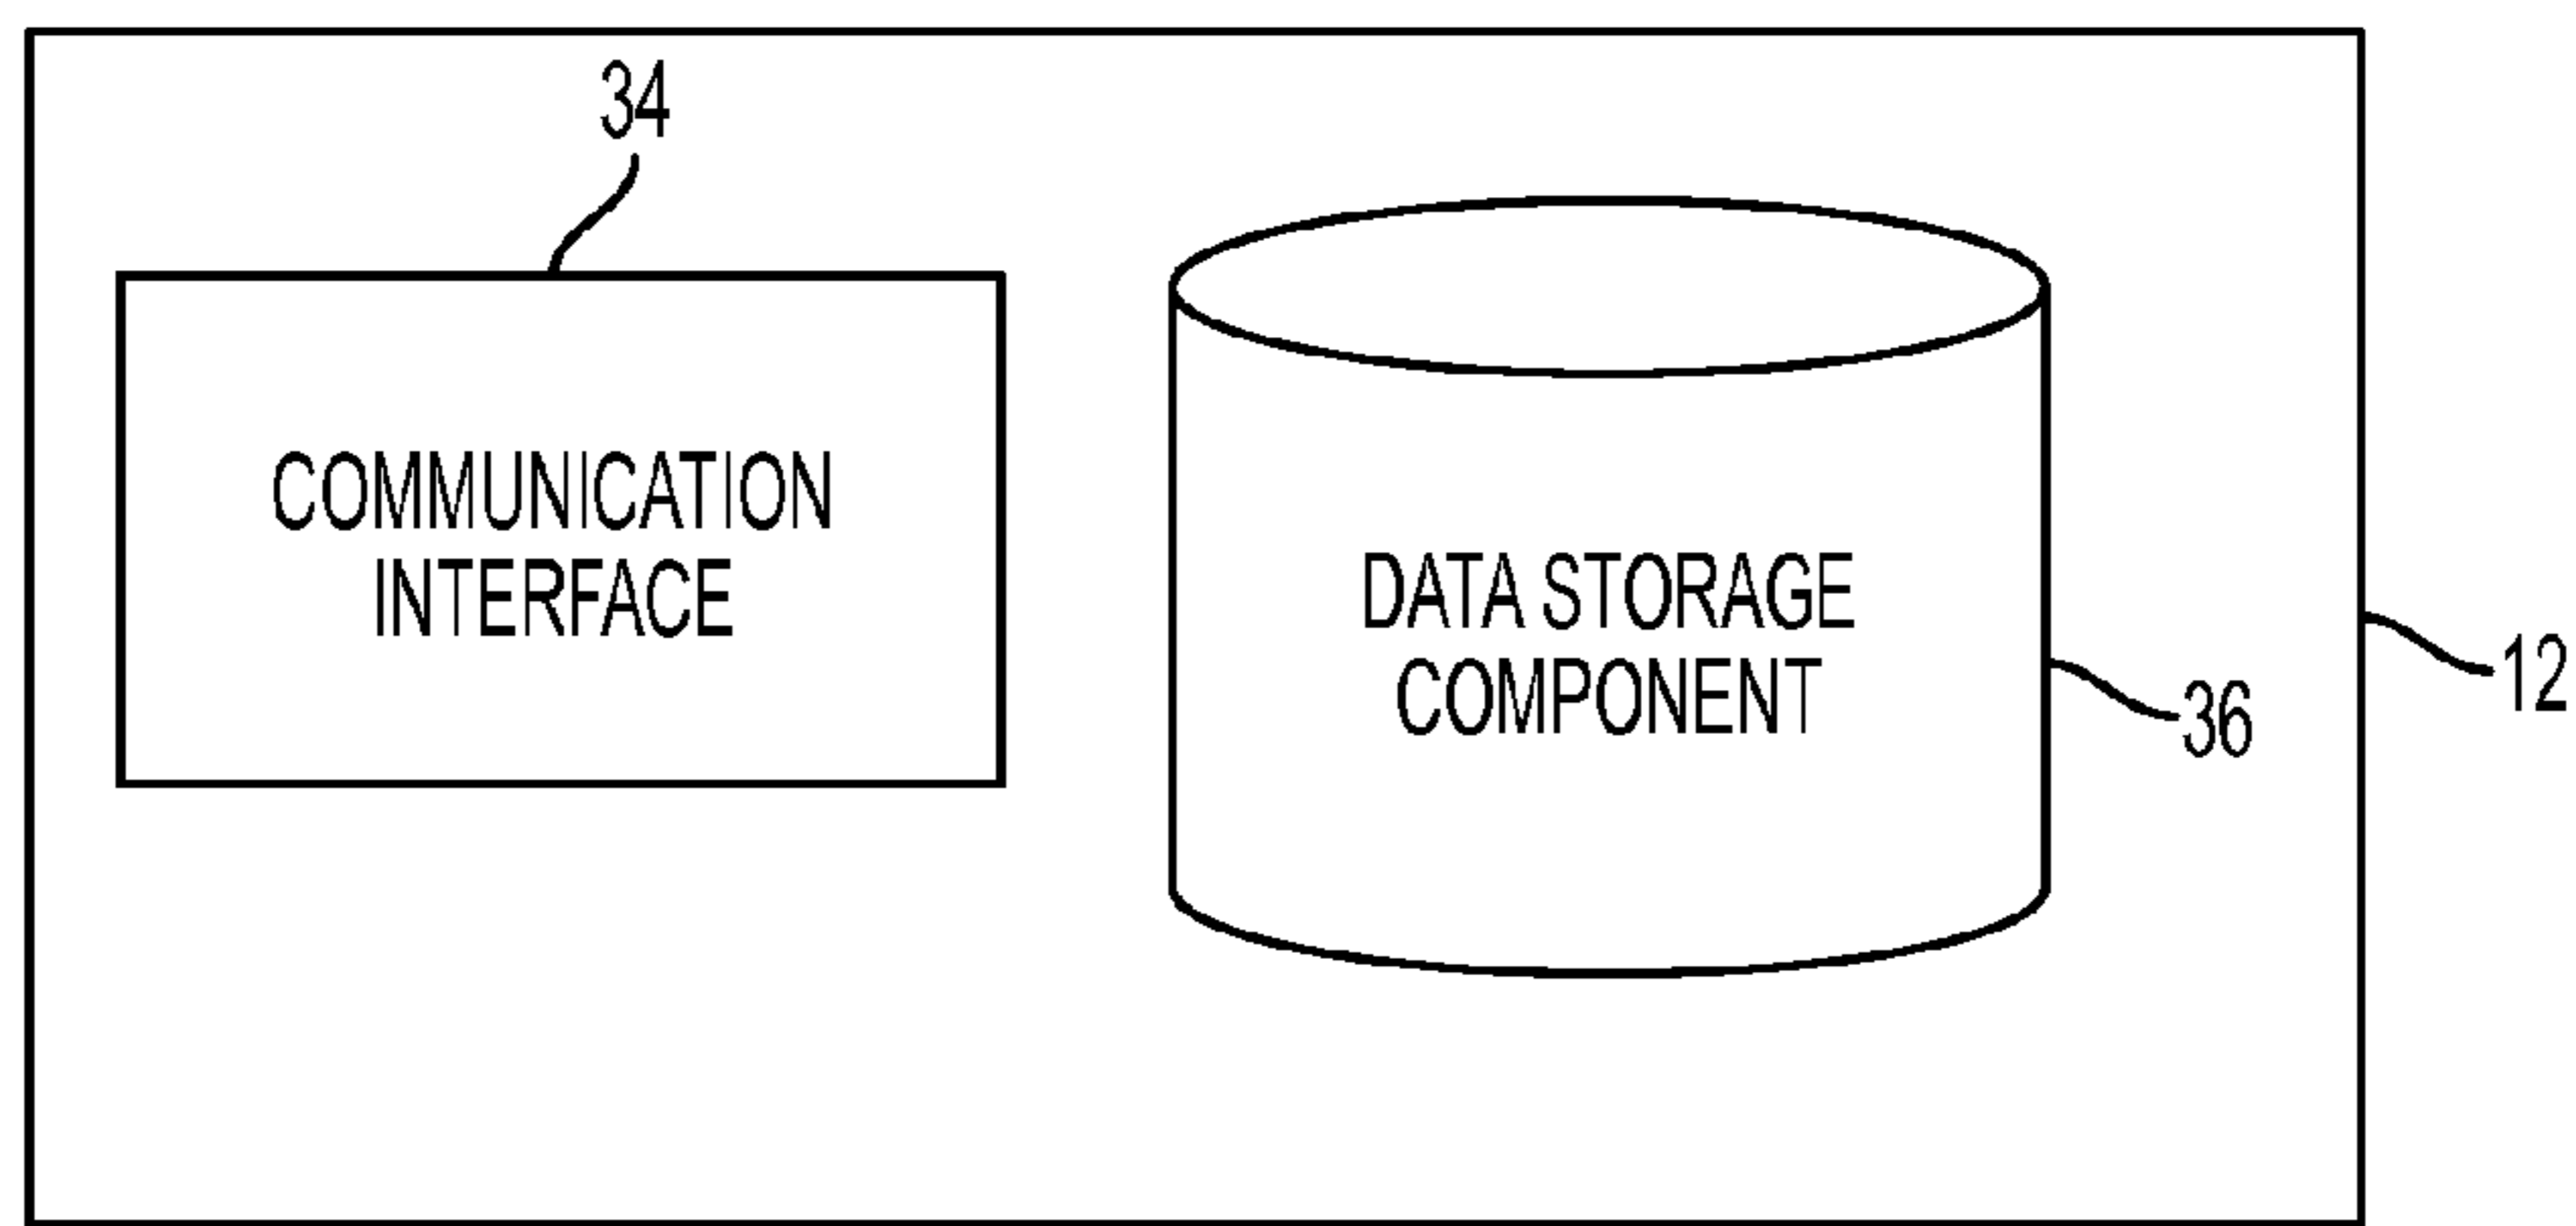 34
COMMUNICATION
INTERFACE
DATA STORAGE
COMPONENT
36
12